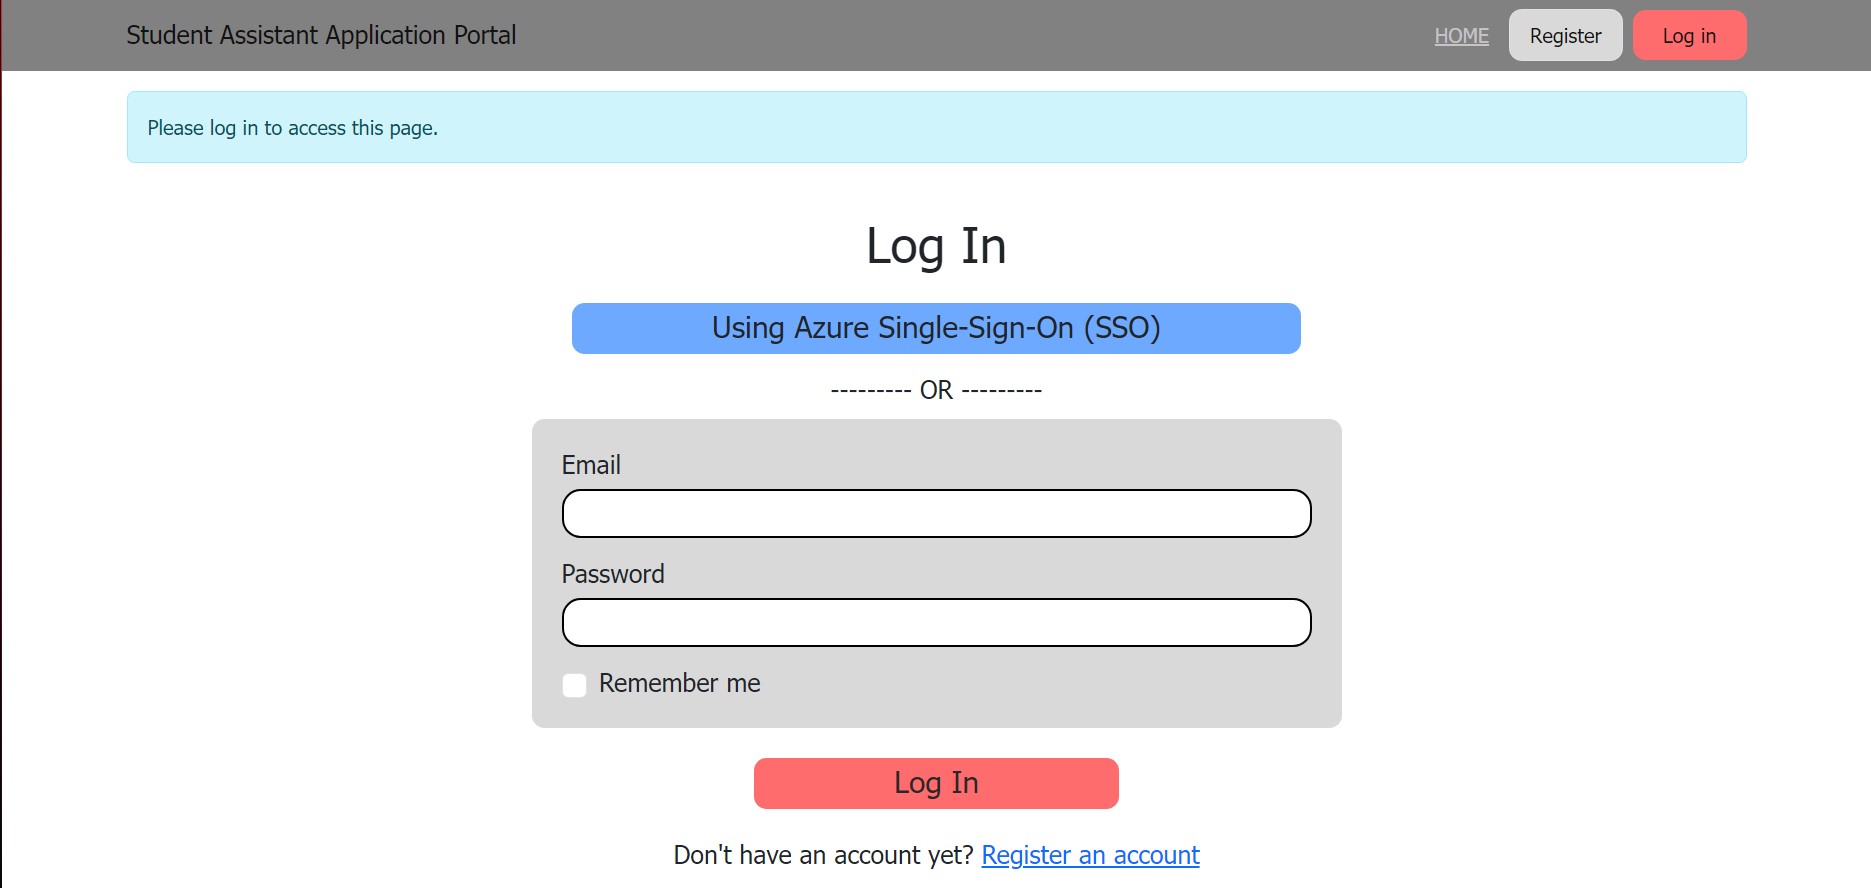 Student Assistant Application Portal
HOME
Register
Log in
Please log in to access this page.
Log In
Using Azure Single-Sign-On (SSO)
--------- OR ---------
Email
Password
Remember me
Log In
Don't have an account yet? Register an account